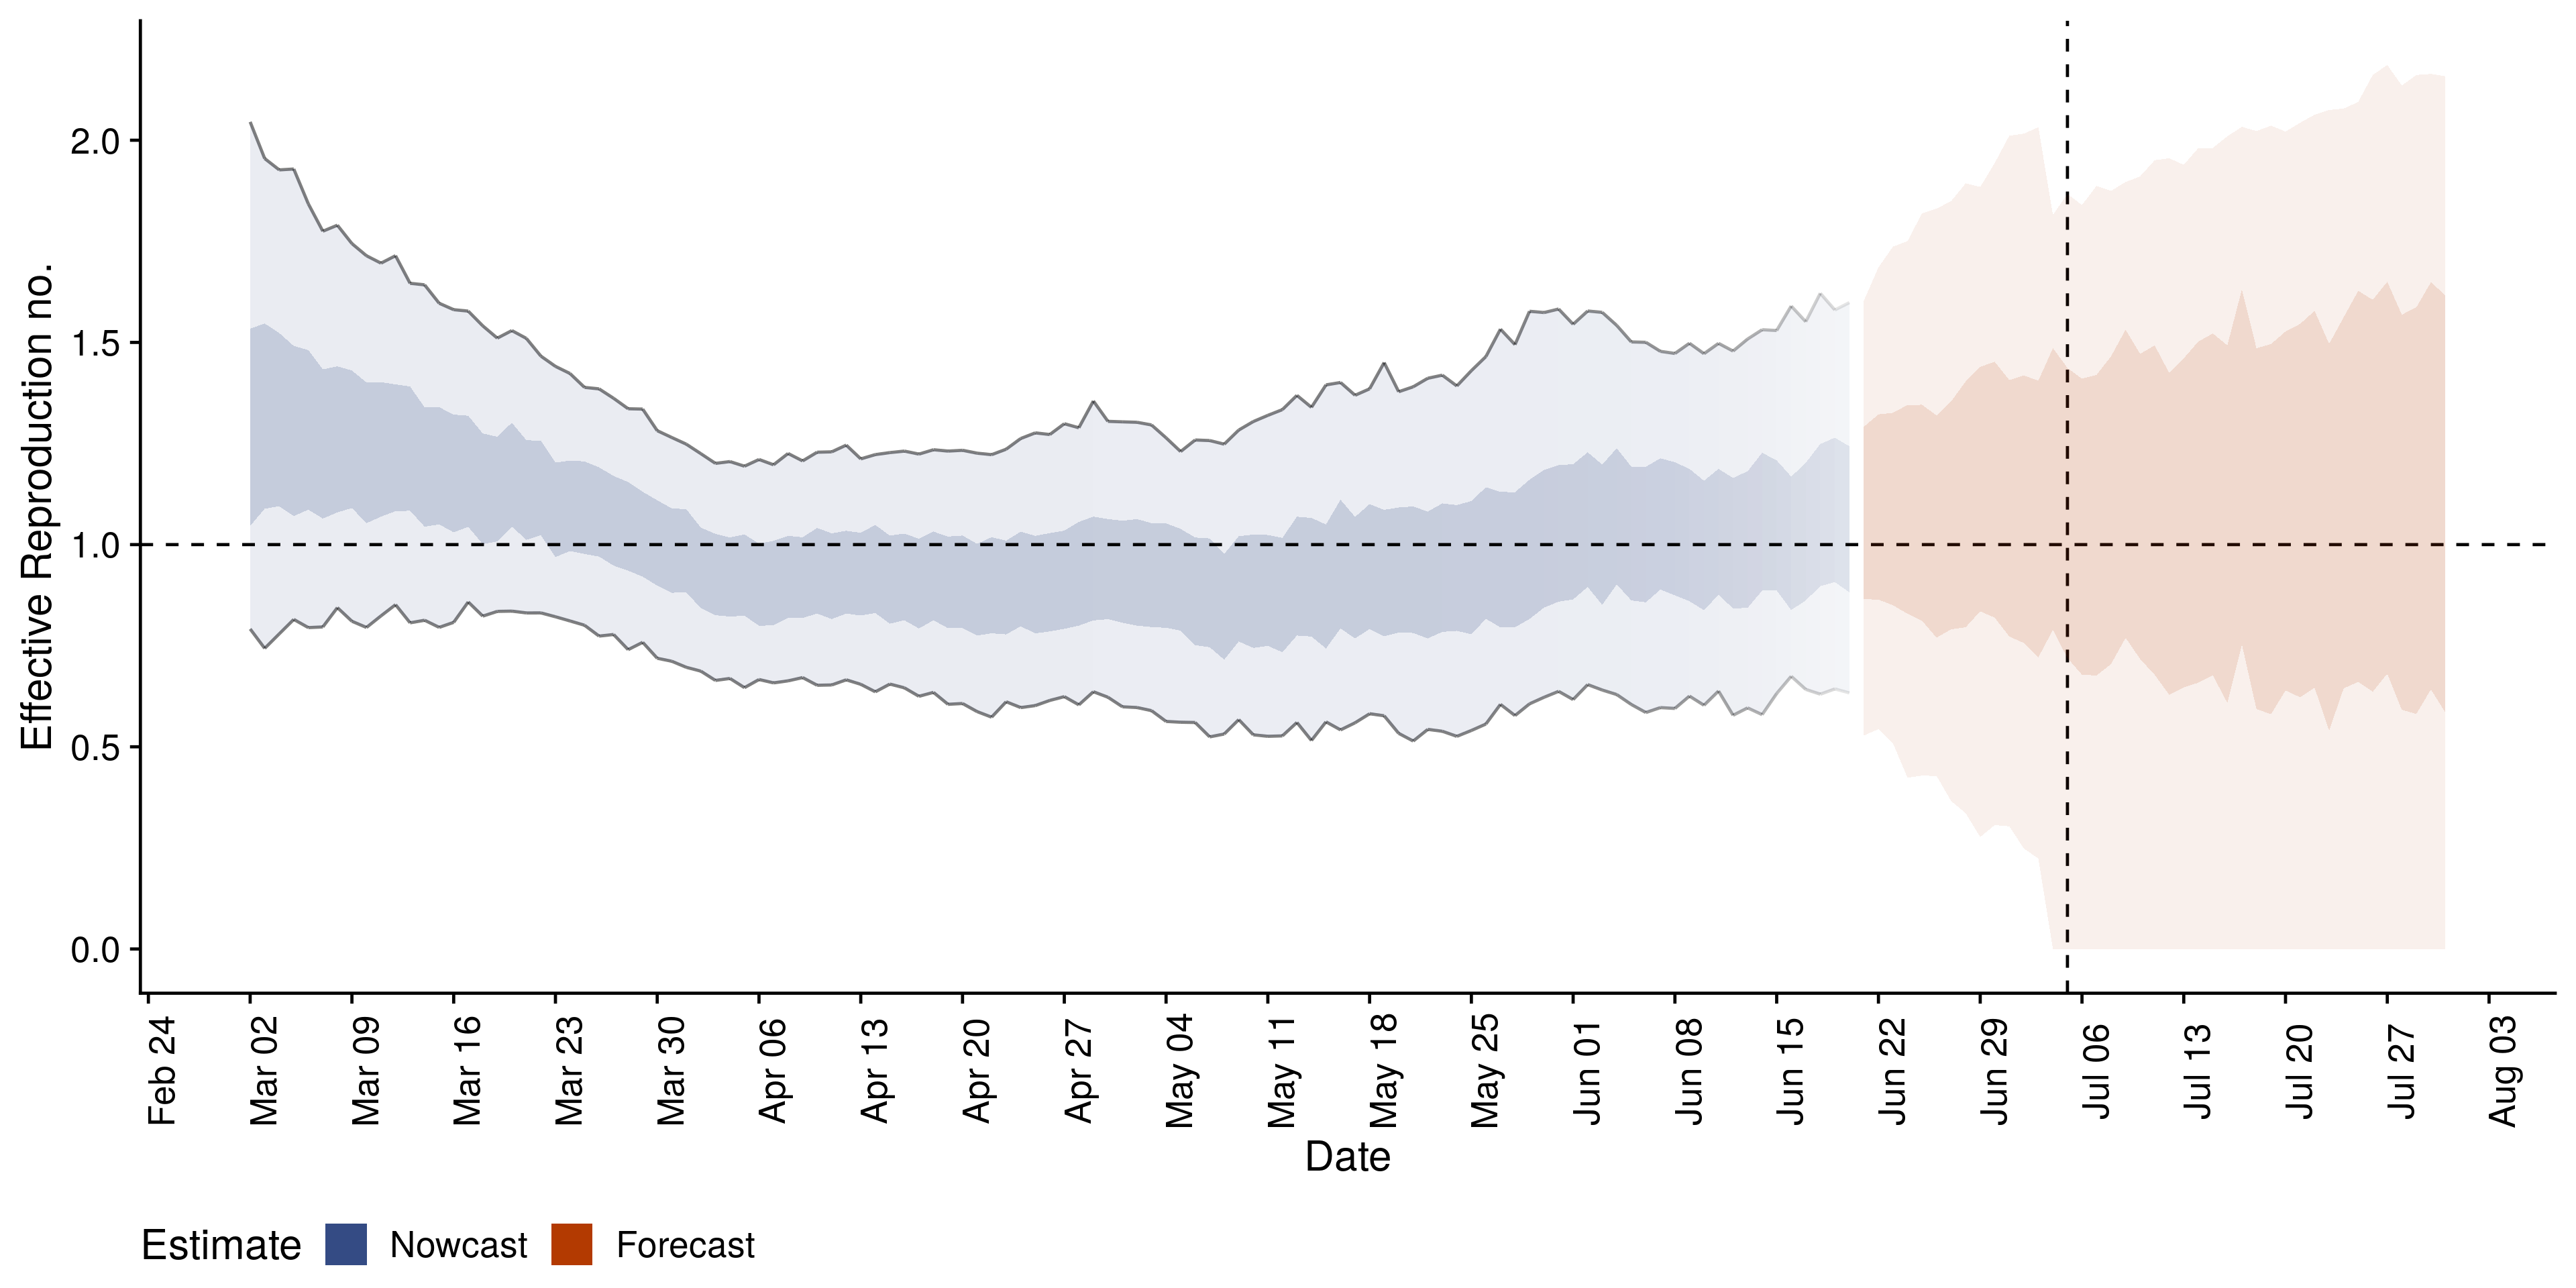 Effective Reproduction no.
2.0
1.5
1.0
0.5
0.0
Feb 24
Mar 02
Mar 09
Mar 16
Mar 23
Mar 30
Apr 06
Apr 13
Apr 20
Apr 27
May 04
May 11
May 18
May 25
Jun 01
Jun 08
Jun 15
Jun 22
Jun 29
Jul 06
Jul 13
Jul 20
Jul 27
Aug 03
Date
Estimate Nowcast Forecast